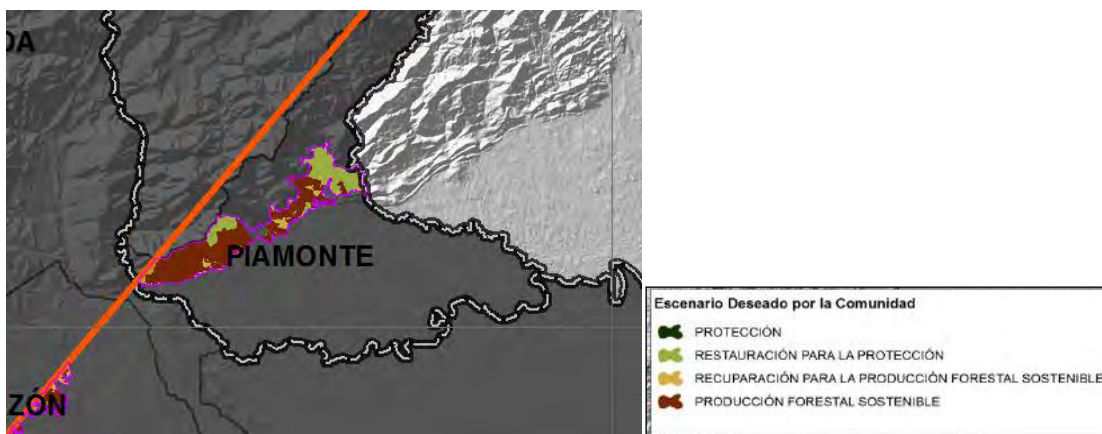 DA
PIAMONTE
ZÓN
Escenario Deseado por la Comunidad
PROTECCIÓN
RESTAURACIÓN PARA LA PROTECCIÓN
RECUPARACIÓN PARA LA PRODUCCIÓN FORESTAL SOSTENIBLE
PRODUCCIÓN FORESTAL SOSTENIBLE